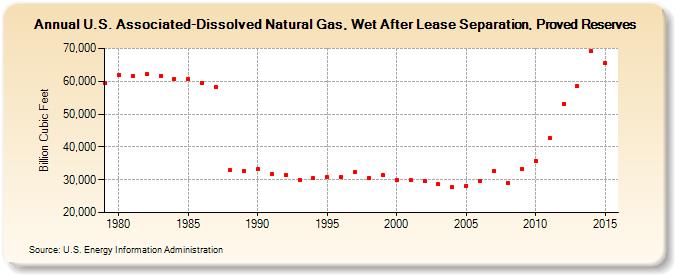 Annual U.S. Associated-Dissolved Natural Gas, Wet After Lease Separation, Proved Reserves
Billion Cubic Feet
70,000
60,000
50,000
40,000
30,000
20,000
1980 1985 1990 1995 2000 2005 2010 2015
Source: U.S. Energy Information Administration